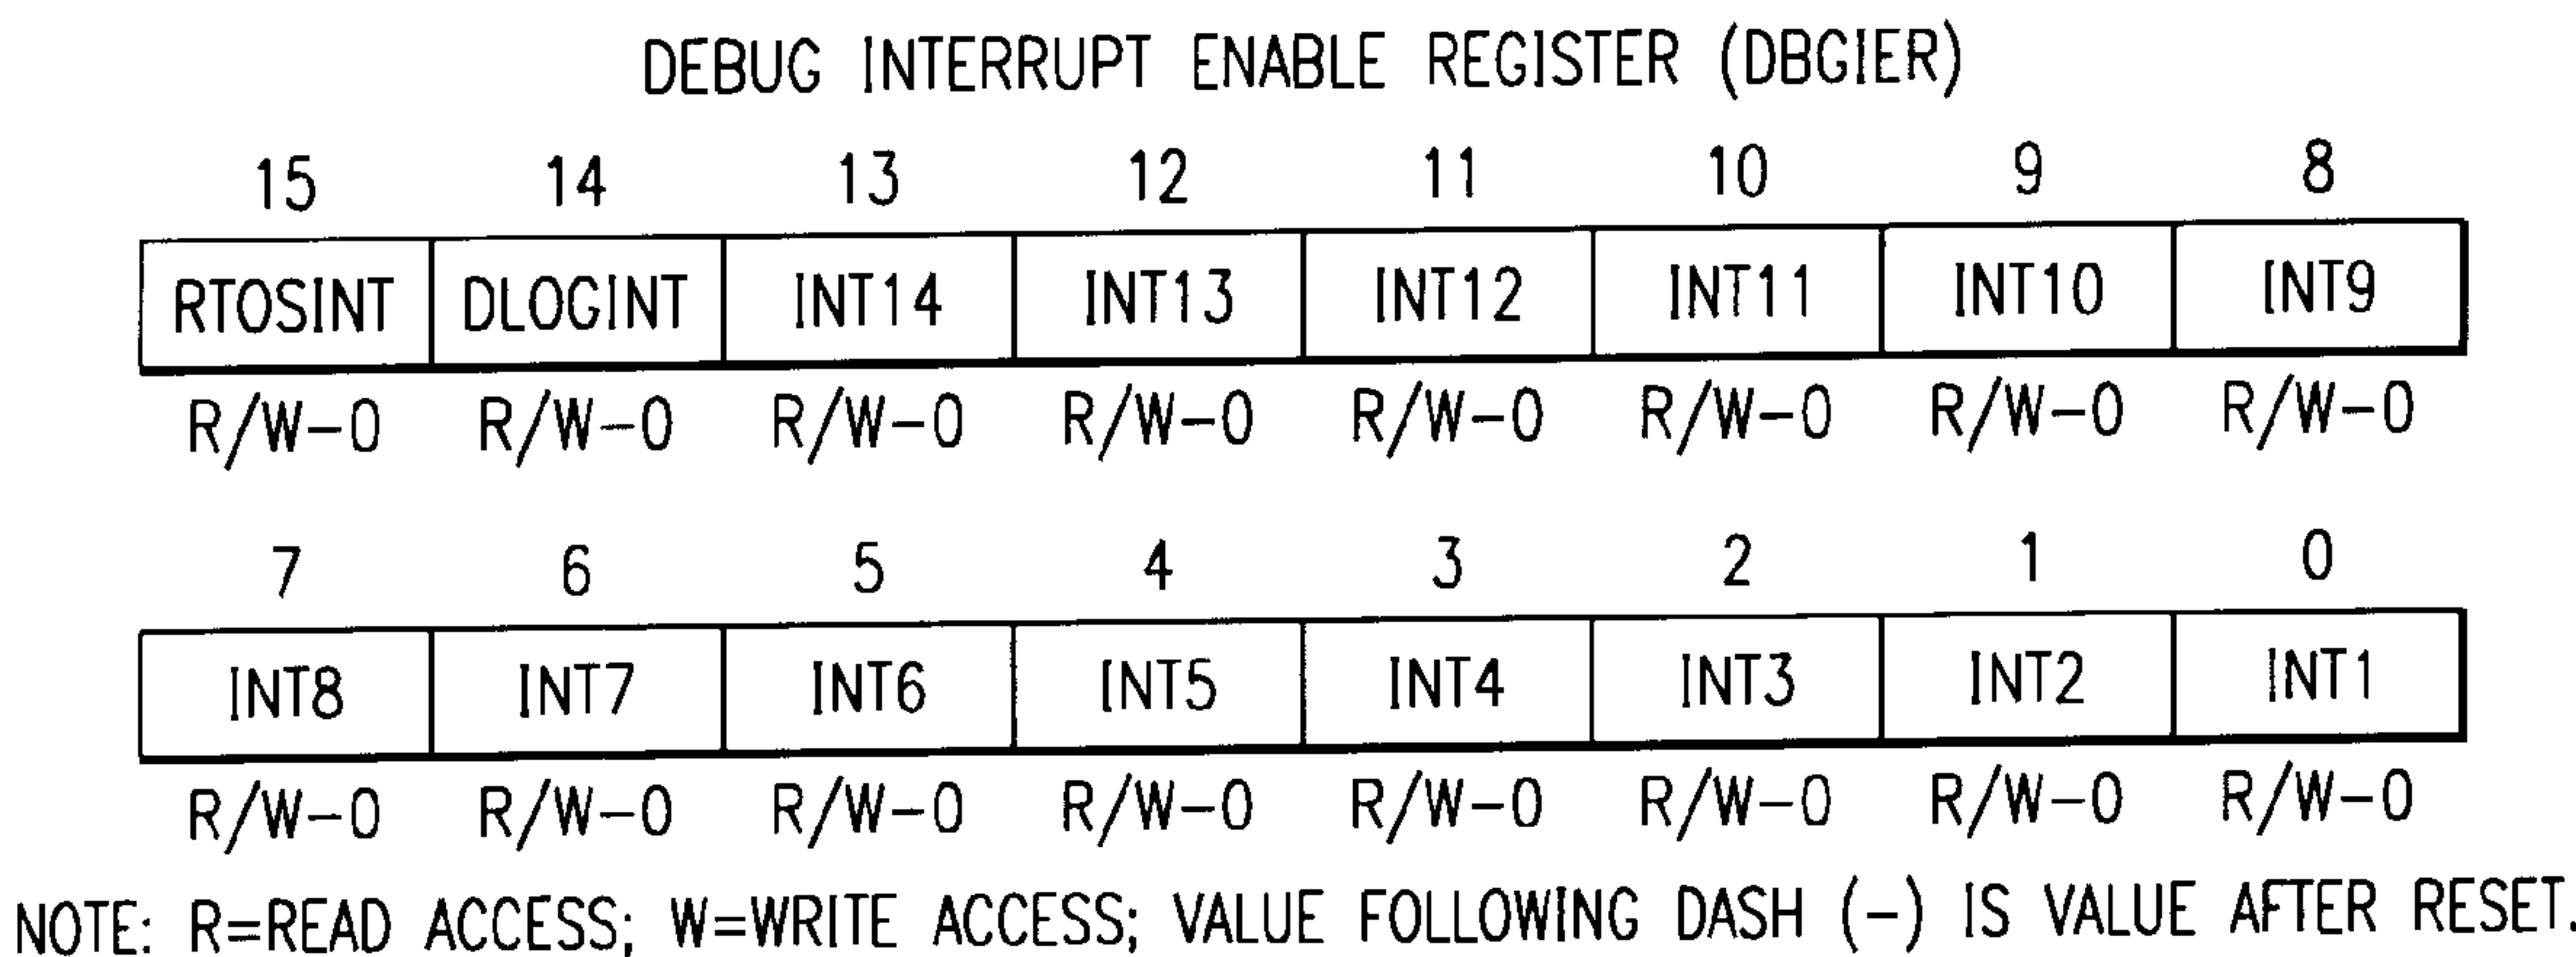 DEBUG INTERRUPT ENABLE REGISTER (DBGIER)
15 14 13 12 11 10 9 8
RTOSINT DLOGINT INT14 INT13 INT12 INT11 INT10 INT9
R/W-0 R/W-0 R/W-0 R/W-0 R/W-0 R/W-0 R/W-0 R/W-0
7 6 5 4 3 2 1 0
INT8 INT7 INT6 INT5 INT4 INT3 INT2 INT1
R/W-0 R/W-0 R/W-0 R/W-0 R/W-0 R/W-0 R/W-0 R/W-0
NOTE: R=READ ACCESS; W=WRITE ACCESS; VALUE FOLLOWING DASH (-) IS VALUE AFTER RESET.